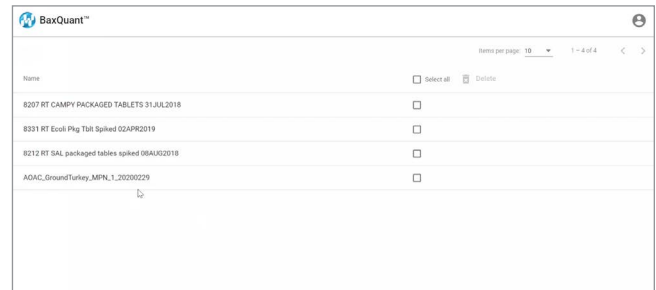 BaxQuant™
Items per page: 10 1 – 4 of 4
Name Select all Delete
8207 RT CAMPY PACKAGED TABLETS 31JUL2018
8331 RT Ecoli Pkg Tblt Spiked 02APR2019
8212 RT SAL packaged tables spiked 08AUG2018
AOAC_GroundTurkey_MPN_1_20200229